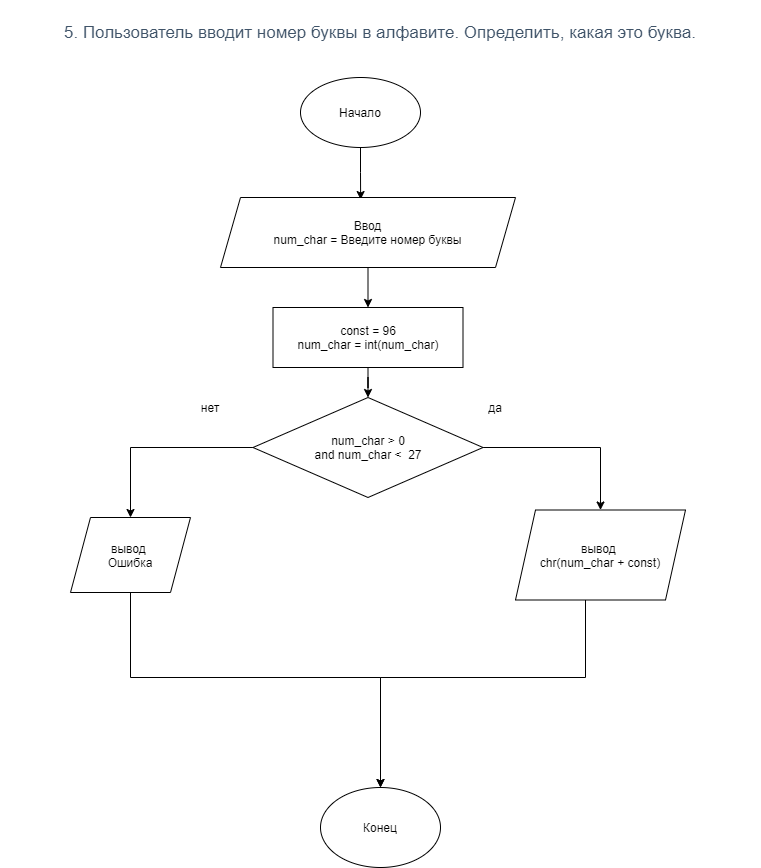 5. Пользователь вводит номер буквы в алфавите. Определить, какая это буква.
Начало
Ввод
num_char = Введите номер буквы
const = 96
num_char = int(num_char)
нет
да
num_char > 0
and num_char < 27
вывод
Ошибка
вывод
chr(num_char + const)
Конец